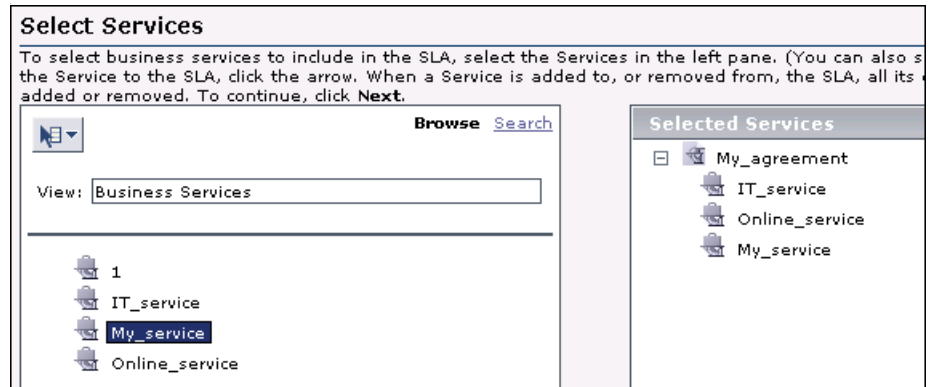 Select Services
To select business services to include in the SLA, select the Services in the left pane. (You can also
the Service to the SLA, click the arrow. When a Service is added to, or removed from, the SLA, all its
added or removed. To continue, click Next.
Browse Search
View: Business Services
1
IT_service
My_service
Online_service
Selected Services
My_agreement
IT_service
Online_service
My_service